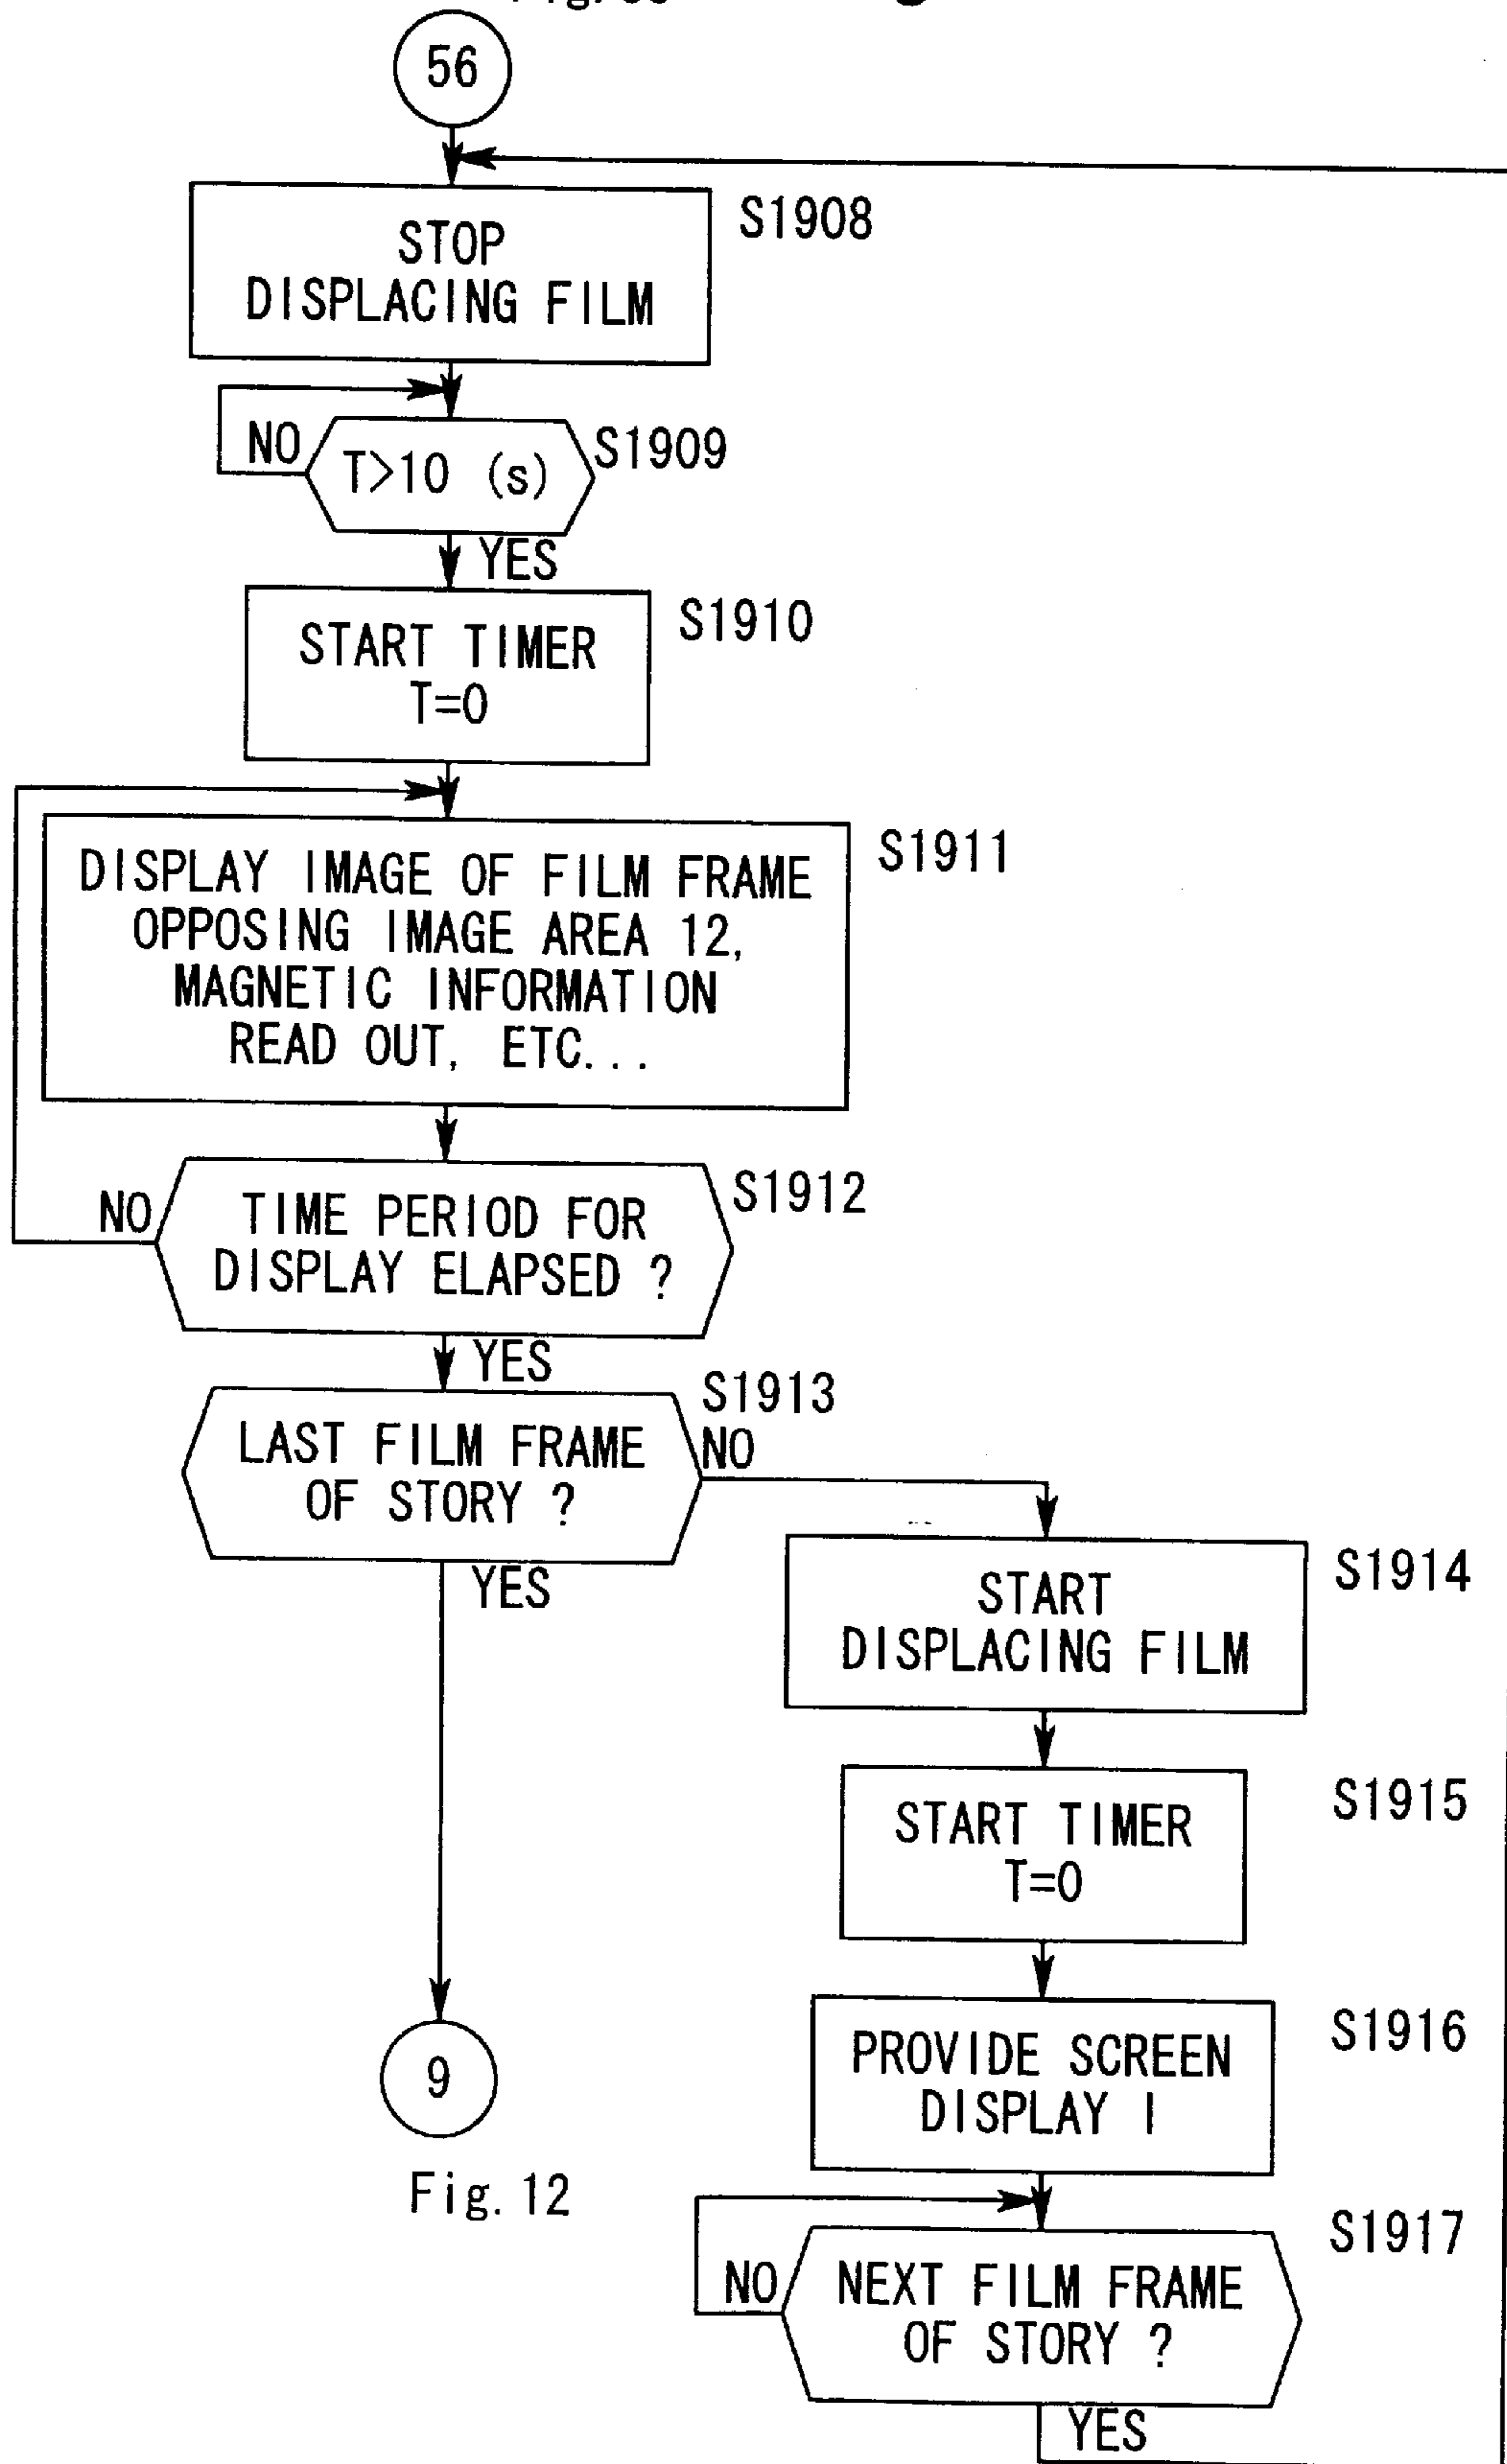 56
STOP
DISPLACING FILM
S1908
NO
T>10 (s)
S1909
YES
START TIMER
T=0
S1910
DISPLAY IMAGE OF FILM FRAME
OPPOSING IMAGE AREA 12,
MAGNETIC INFORMATION
READ OUT, ETC...
S1911
NO
TIME PERIOD FOR
DISPLAY ELAPSED ?
S1912
YES
LAST FILM FRAME
OF STORY ?
S1913
NO
YES
START
DISPLACING FILM
S1914
START TIMER
T=0
S1915
PROVIDE SCREEN
DISPLAY I
S1916
9
Fig. 12
NO
NEXT FILM FRAME
OF STORY ?
S1917
YES